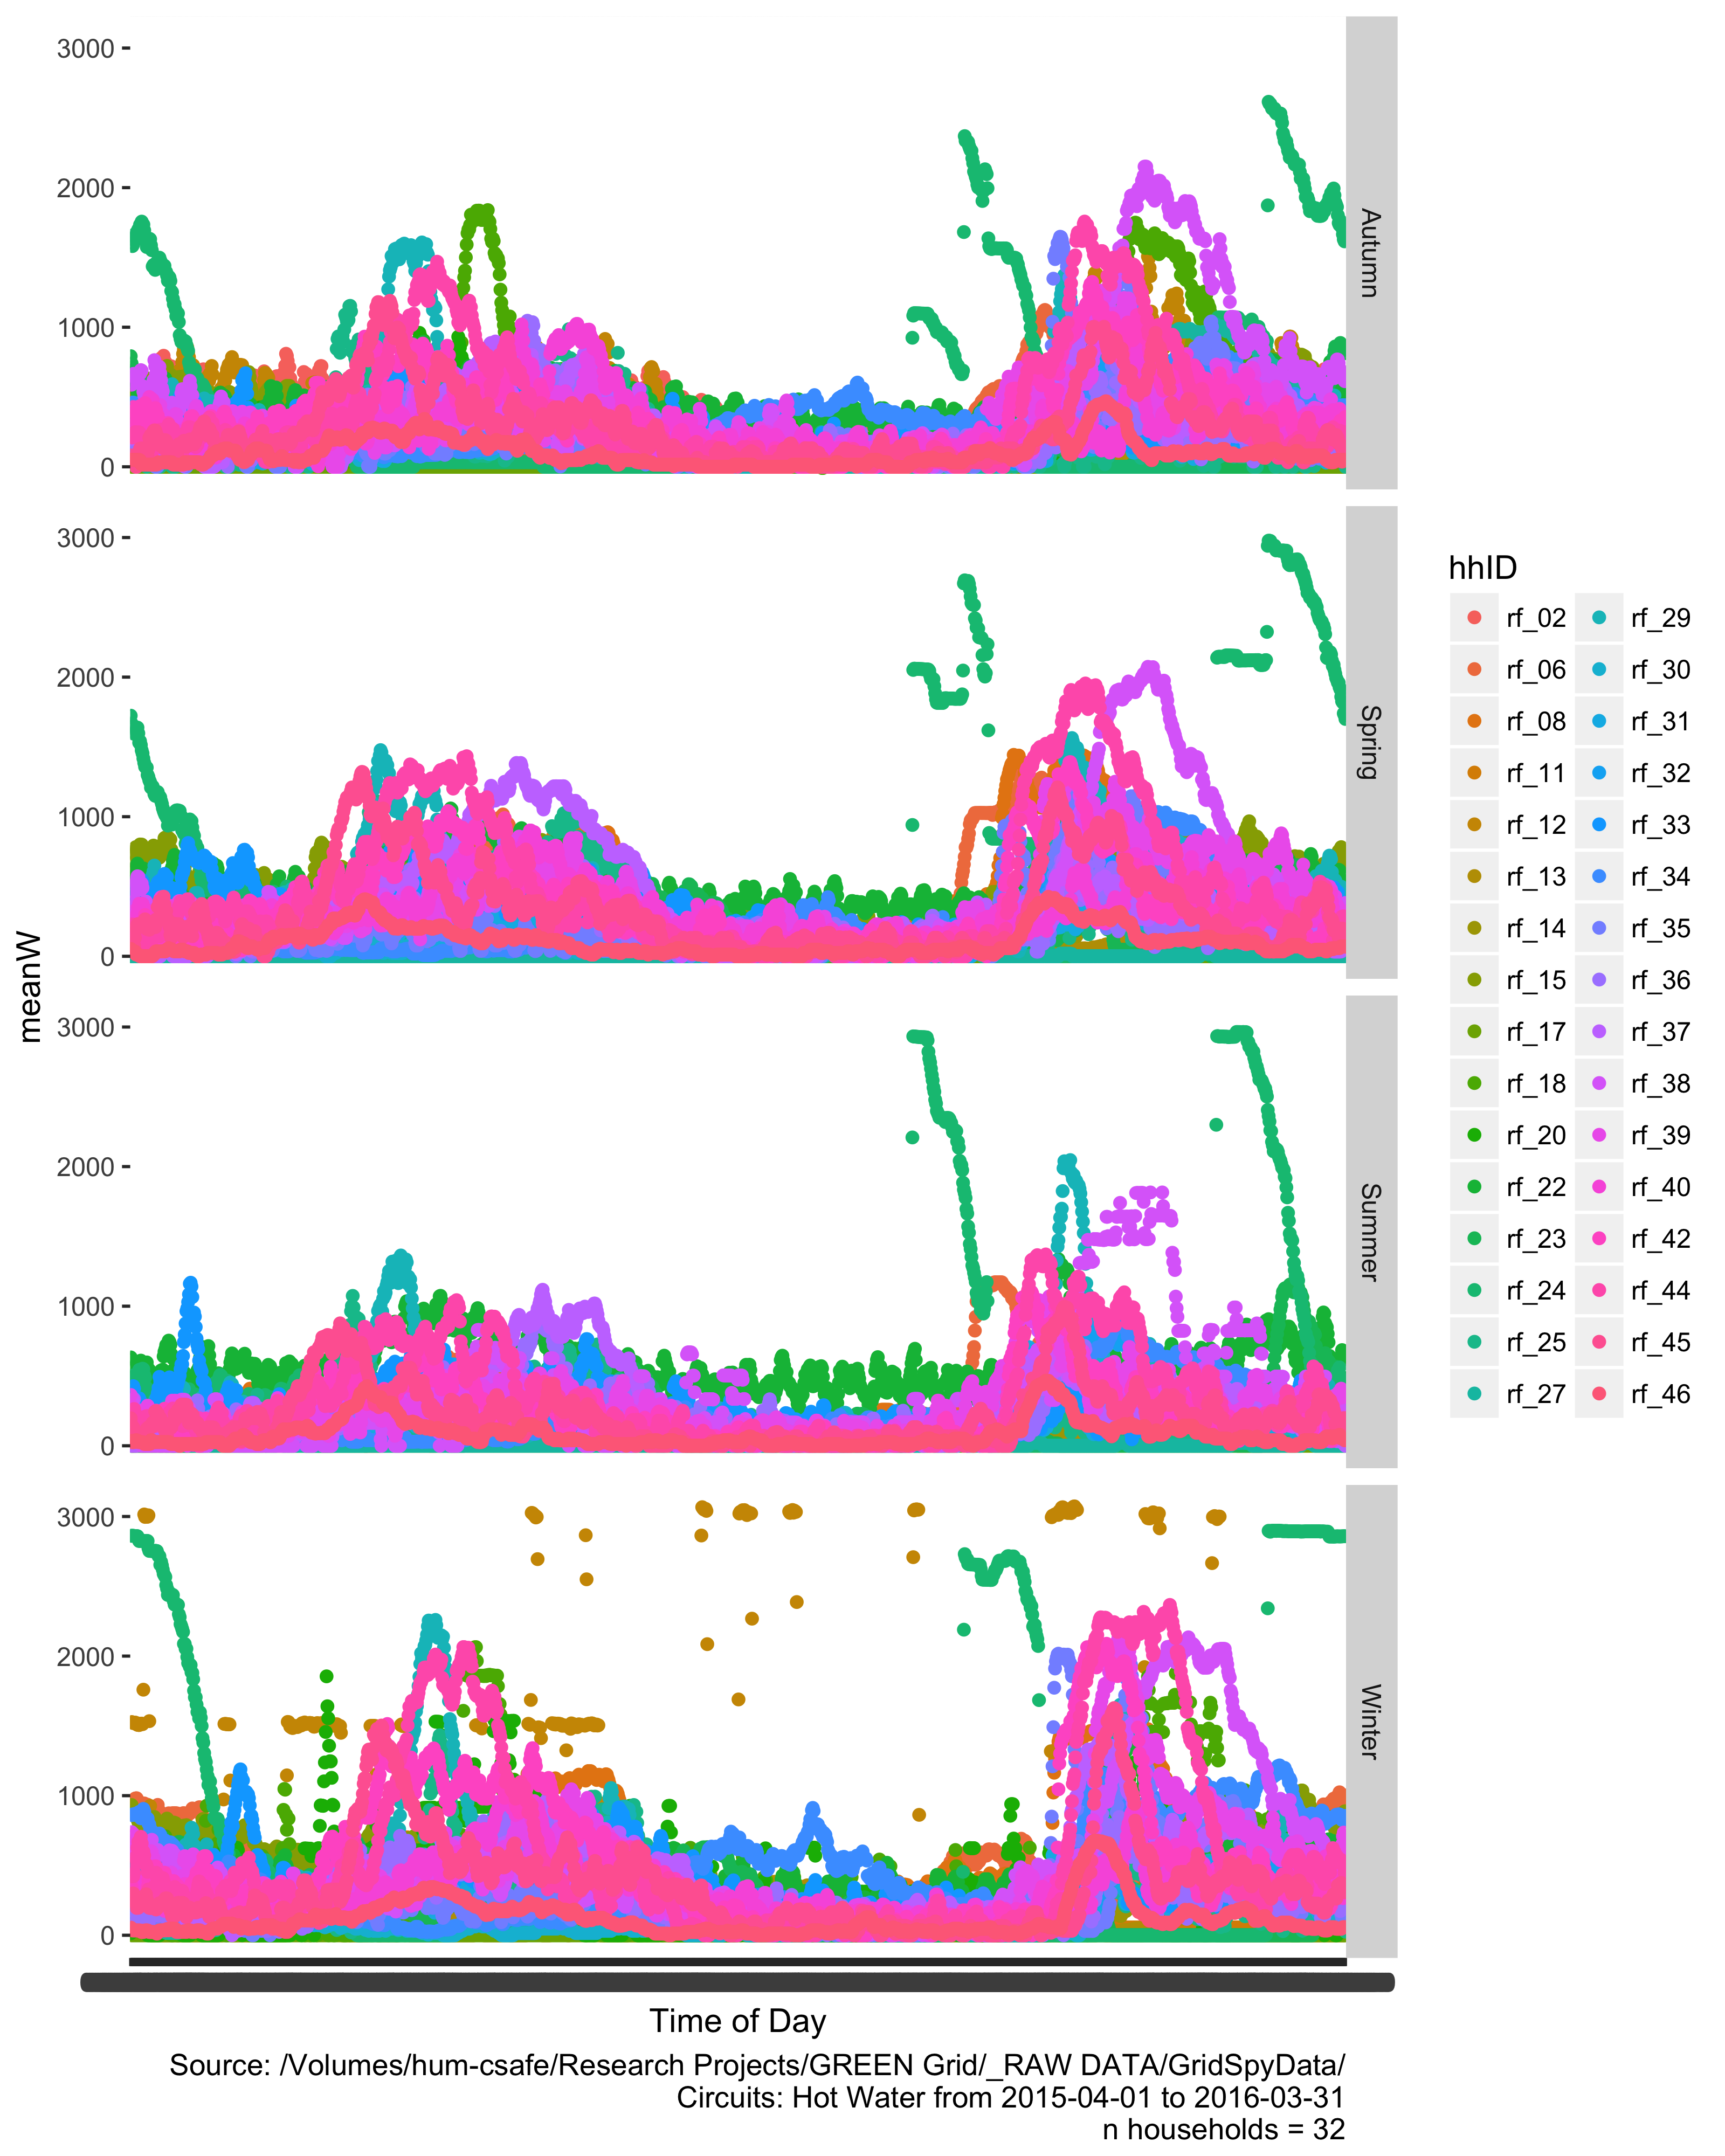 3000
2000
1000
0
Autumn
3000
2000
1000
0
Spring
3000
2000
1000
0
Summer
3000
2000
1000
0
Winter
meanW
Time of Day
Source: /Volumes/hum-csafe/Research Projects/GREEN Grid/_RAW DATA/GridSpyData/
Circuits: Hot Water from 2015-04-01 to 2016-03-31
n households = 32
hhID
rf_02
rf_06
rf_08
rf_11
rf_12
rf_13
rf_14
rf_15
rf_17
rf_18
rf_20
rf_22
rf_23
rf_24
rf_25
rf_27
rf_29
rf_30
rf_31
rf_32
rf_33
rf_34
rf_35
rf_36
rf_37
rf_38
rf_39
rf_40
rf_42
rf_44
rf_45
rf_46